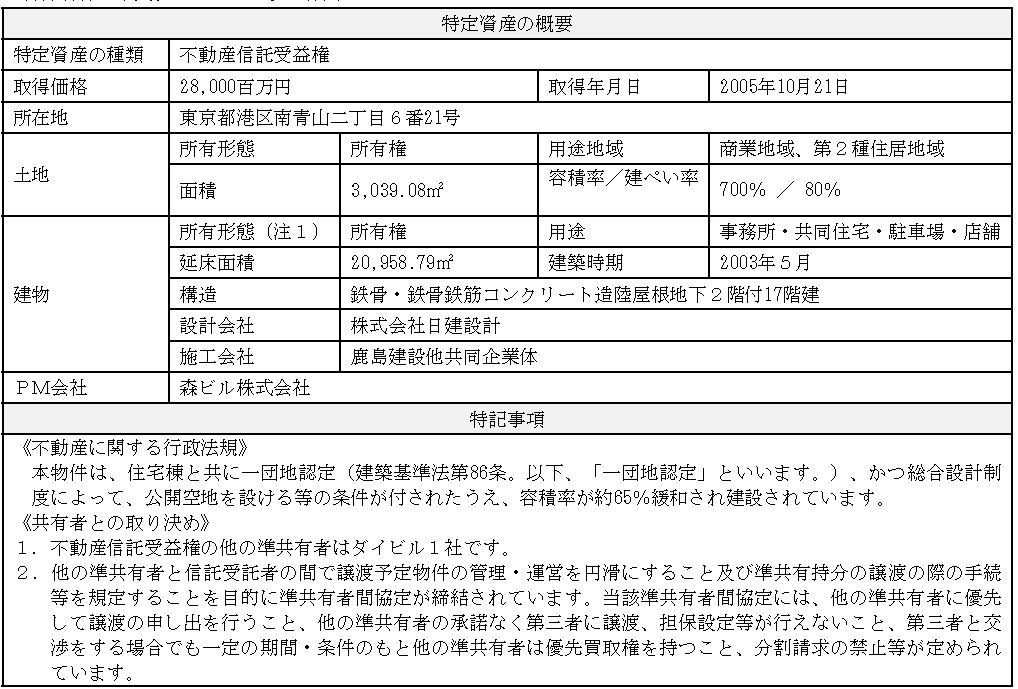 特定資産の概要
特定資産の種類 不動産信託受益権
取得価格 28,000百万円 取得年月日 2005年10月21日
所在地 東京都港区南青山二丁目６番21号
土地 所有形態 所有権 用途地域 商業地域、第２種住居地域
面積 3,039.08㎡ 容積率／建ぺい率 700% ／ 80%
建物 所有形態（注１） 所有権 用途 事務所・共同住宅・駐車場・店舗
延床面積 20,958.79㎡ 建築時期 2003年５月
構造 鉄骨・鉄骨鉄筋コンクリート造陸屋根地下２階付17階建
設計会社 株式会社日建設計
施工会社 鹿島建設他共同企業体
ＰＭ会社 森ビル株式会社
特記事項
《不動産に関する行政法規》
本物件は、住宅棟と共に一団地認定（建築基準法第86条。以下、「一団地認定」といいます。）、かつ総合設計制
度によって、公開空地を設ける等の条件が付されたうえ、容積率が約65%緩和され建設されています。
《共有者との取り決め》
１．不動産信託受益権の他の準共有者はダイビル１社です。
２．他の準共有者と信託受託者の間で譲渡予定物件の管理・運営を円滑にすること及び準共有持分の譲渡の際の手続
等を規定することを目的に準共有者間協定が締結されています。当該準共有者間協定には、他の準共有者に優先
して譲渡の申し出を行うこと、他の準共有者の承諾なく第三者に譲渡、担保設定等が行えないこと、第三者と交
渉をする場合でも一定の期間・条件のもと他の準共有者は優先買取権を持つこと、分割請求の禁止等が定められ
ています。